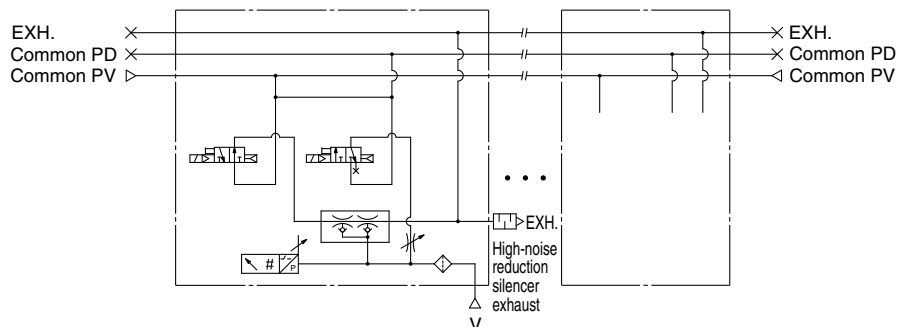 EXH.
Common PD
Common PV
EXH.
Common PD
Common PV
EXH.
High-noise
reduction
silencer
exhaust
#
P
V